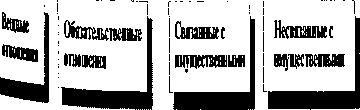 Вещные
отношения
Обязательственные
отношения
Связанные с
имущественными
Несвязанные с
имущественными